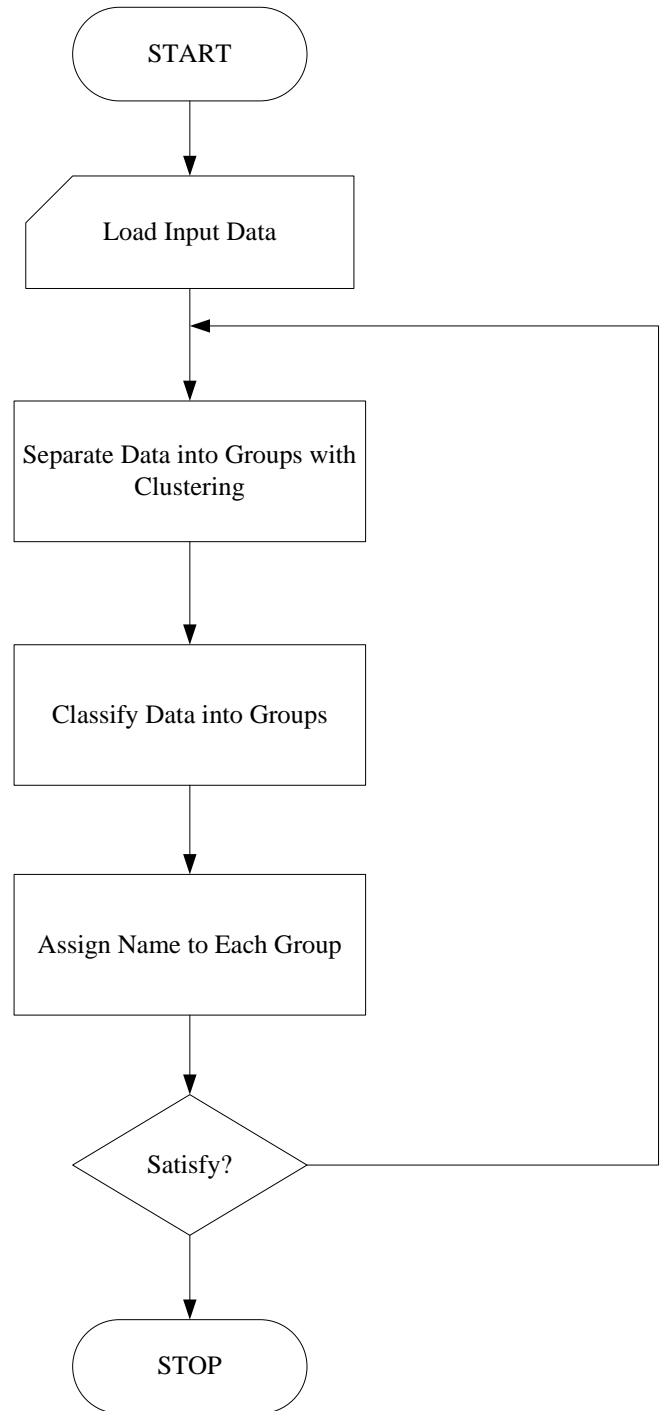 START
Load Input Data
Separate Data into Groups with
Clustering
Classify Data into Groups
Assign Name to Each Group
Satisfy?
STOP